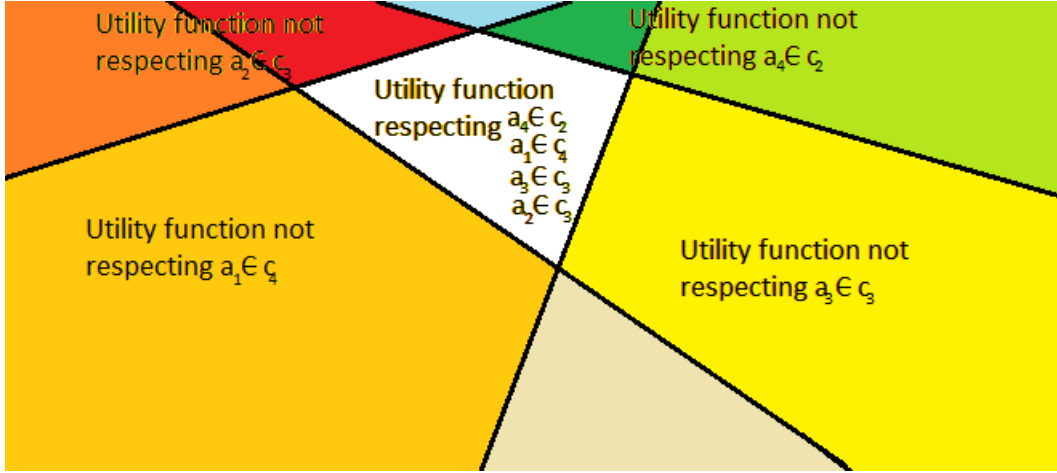 Utility function not
respecting a₂∈ c₃
Utility function not
respecting a₄∈ c₂
Utility function
respecting a₄∈ c₂
a₁∈ c₄
a₃∈ c₃
a₂∈ c₃
Utility function not
respecting a₁∈ c₄
Utility function not
respecting a₃∈ c₃